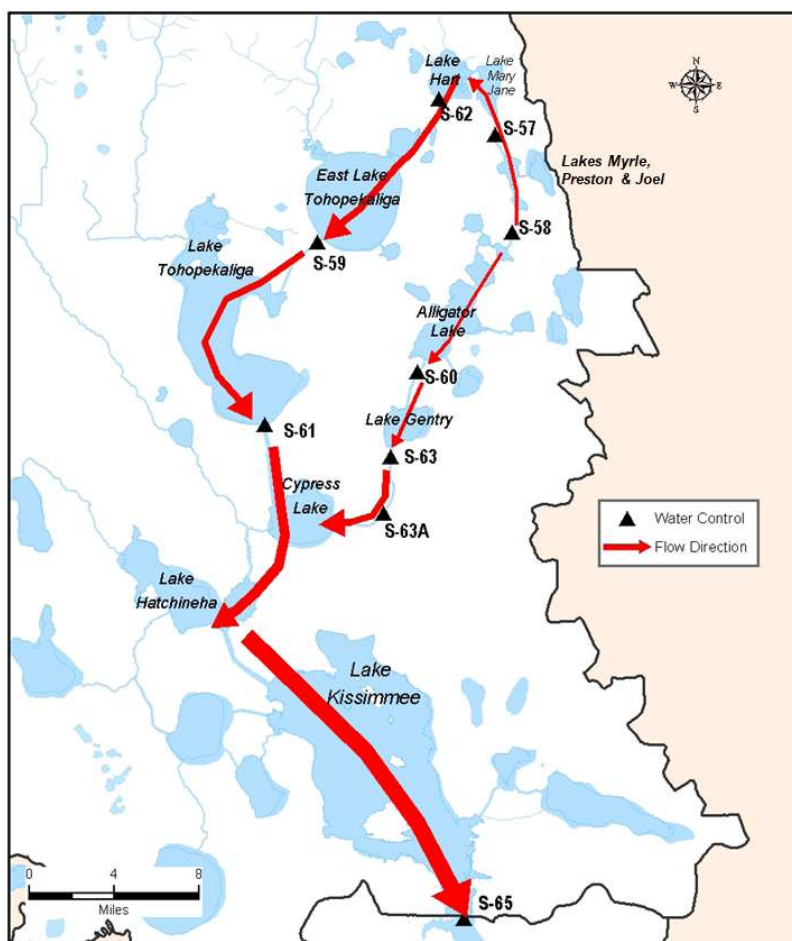 Lake
Hart
Lake
Mary
Jane
N
W
E
S
S-62
S-57
Lakes Myrle,
Preston & Joel
East Lake
Tohopekaliga
S-58
S-59
Lake
Tohopekaliga
Alligator
Lake
S-60
Lake Gentry
S-61
S-63
Cypress
Lake
S-63A
Water Control
Flow Direction
Lake
Hatchineha
Lake
Kissimmee
0
4
8
Miles
S-65